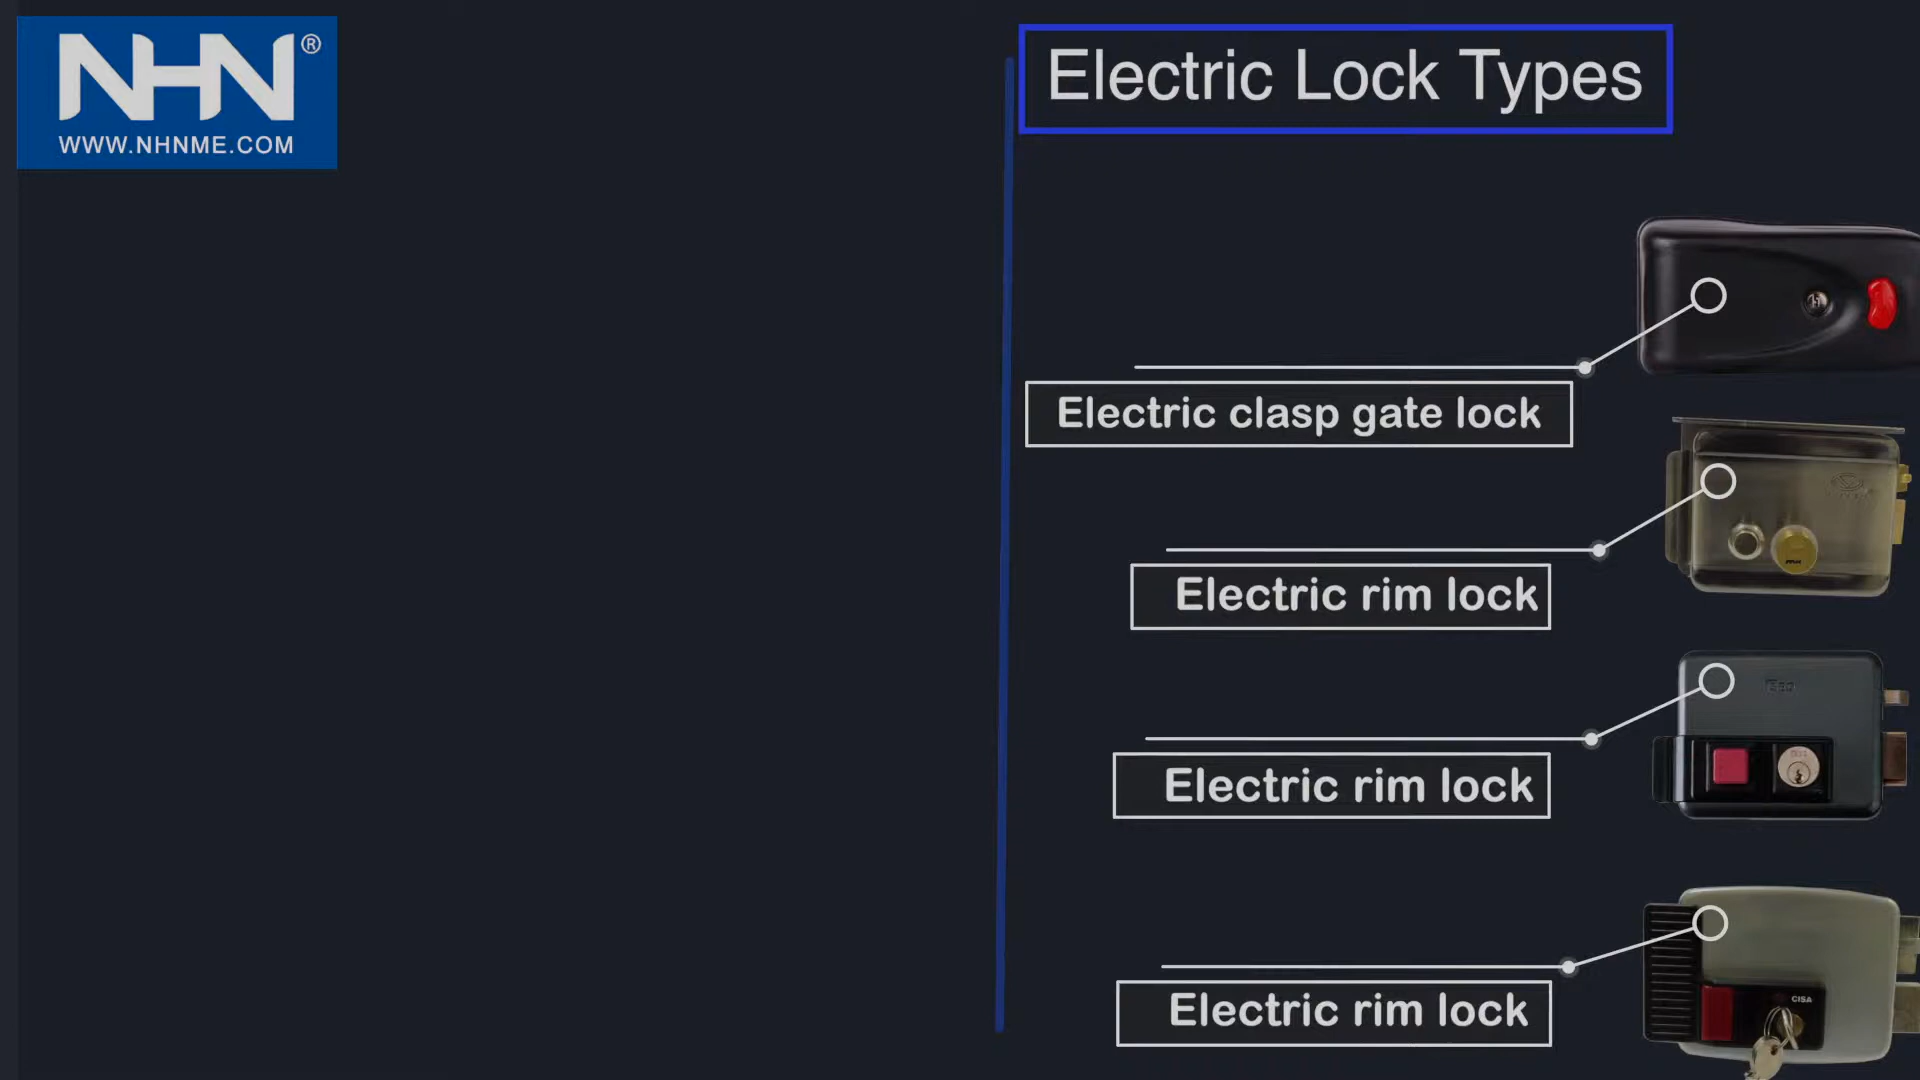 NHN®
WWW.NHNME.COM
Electric Lock Types
Electric clasp gate lock
Electric rim lock
Electric rim lock
Electric rim lock
CISA